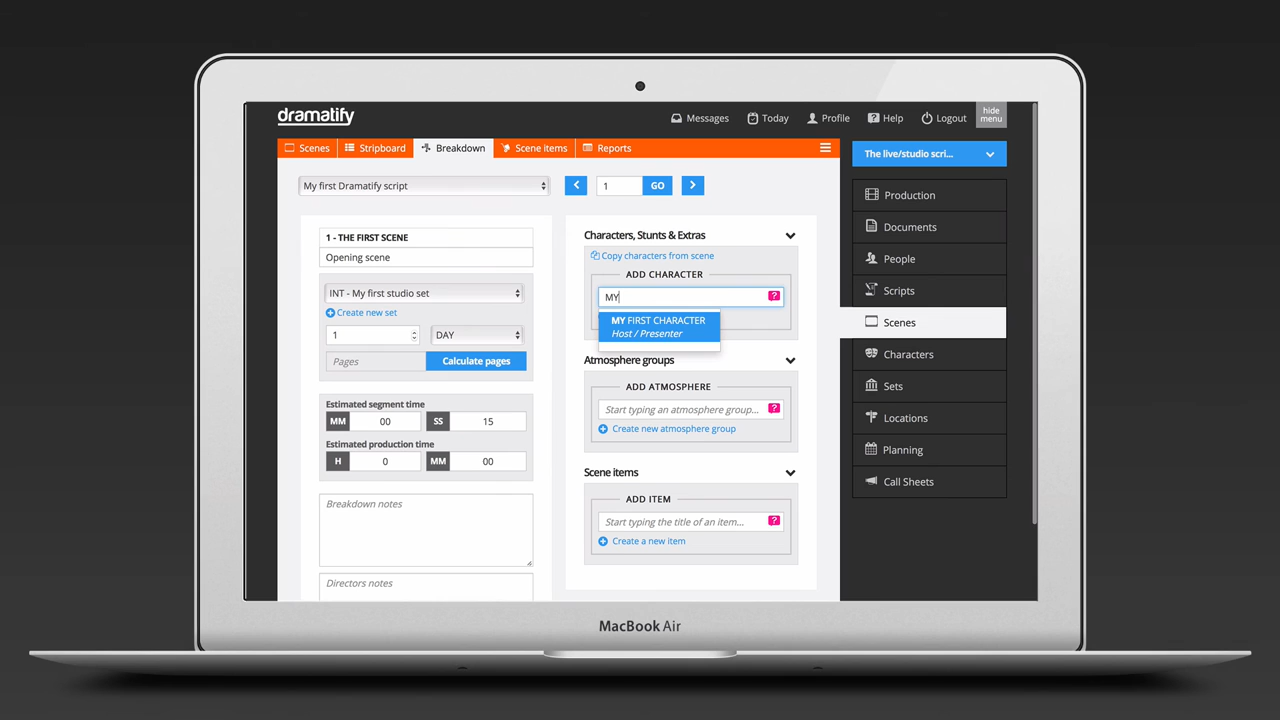 dramatify
Messages
Today
Profile
Help
Logout
hide
menu
Scenes
Stripboard
Breakdown
Scene items
Reports
The live/studio scri...
My first Dramatify script
1
GO
1 - THE FIRST SCENE
Opening scene
INT - My first studio set
Create new set
1
DAY
Pages
Calculate pages
Estimated segment time
MM
00
SS
15
Estimated production time
H
0
MM
00
Breakdown notes
Directors notes
Characters, Stunts & Extras
Copy characters from scene
ADD CHARACTER
MY
?
MY FIRST CHARACTER
Host / Presenter
Atmosphere groups
ADD ATMOSPHERE
Start typing an atmosphere group...
?
Create new atmosphere group
Scene items
ADD ITEM
Start typing the title of an item...
?
Create a new item
Production
Documents
People
Scripts
Scenes
Characters
Sets
Locations
Planning
Call Sheets
MacBook Air